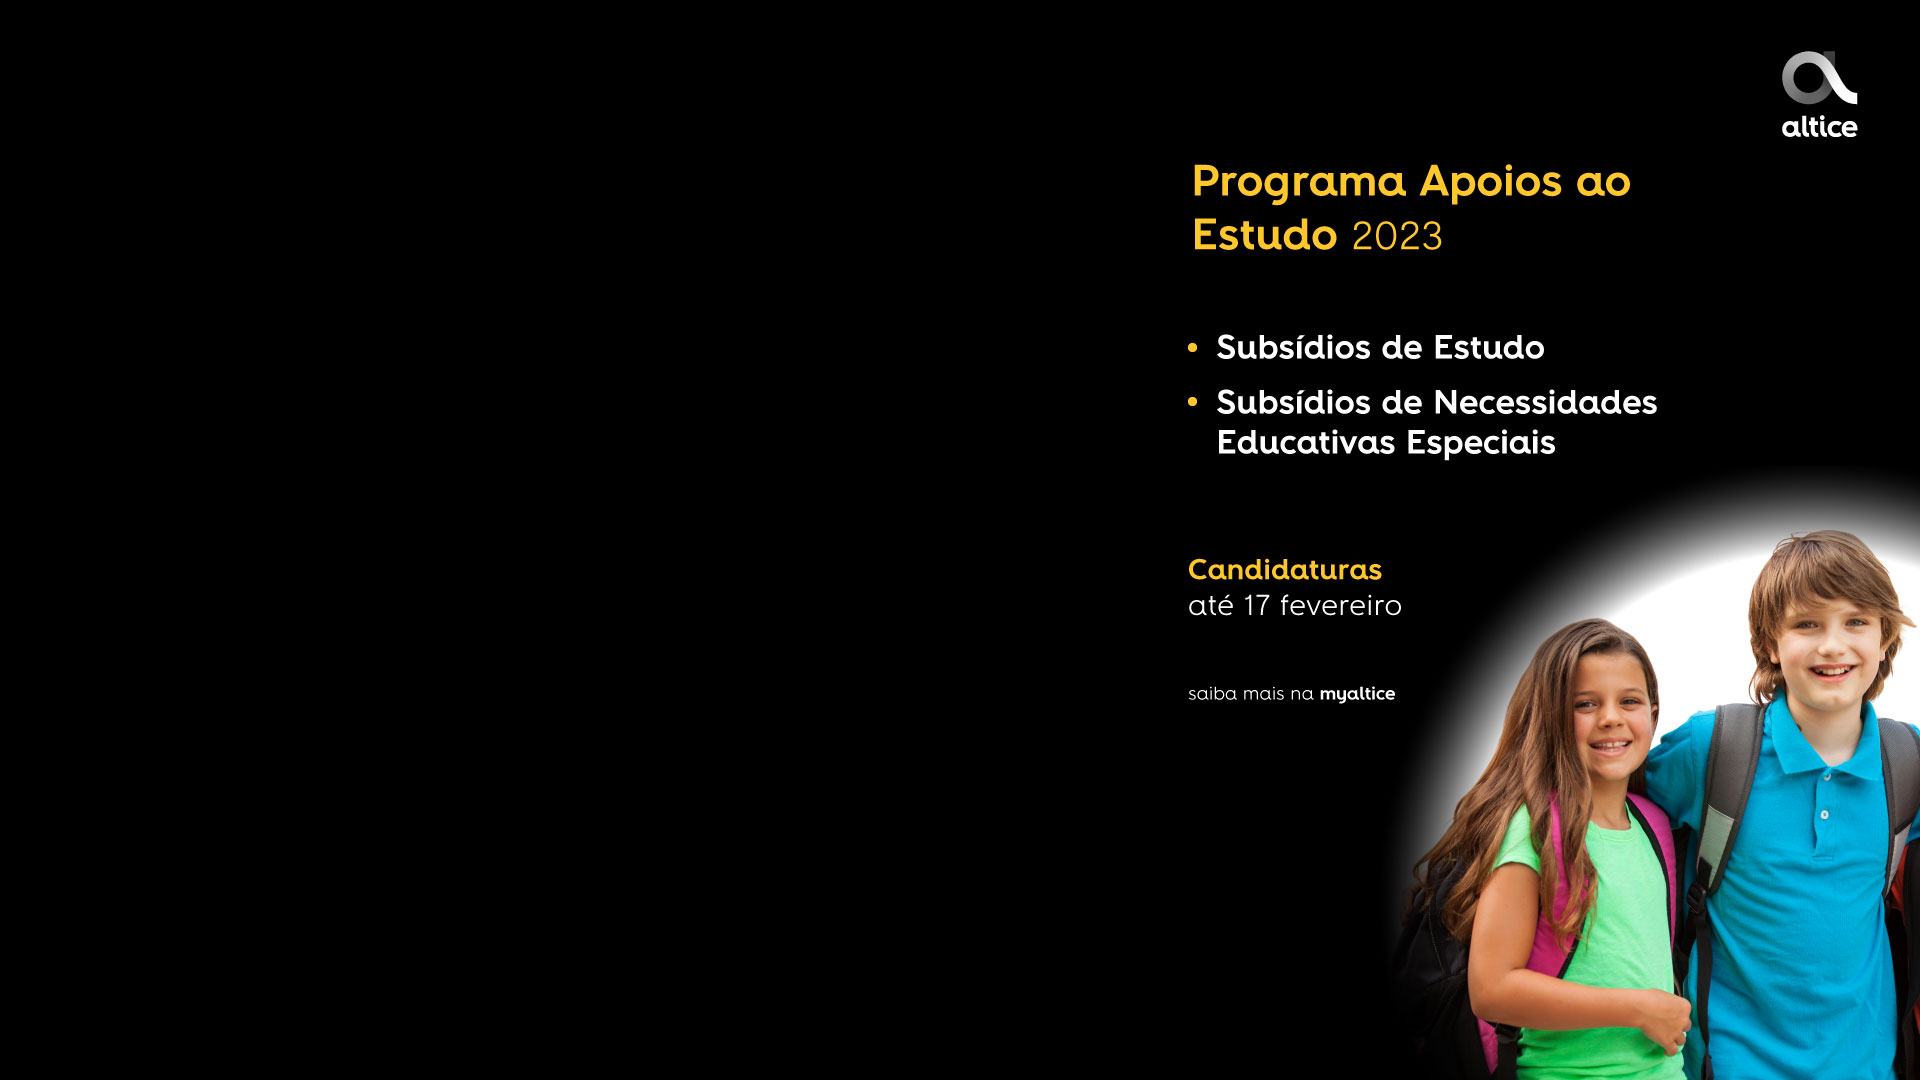 altice
Programa Apoios ao
Estudo 2023
• Subsídios de Estudo
• Subsídios de Necessidades
Educativas Especiais
Candidaturas
até 17 fevereiro
saiba mais na myaltice